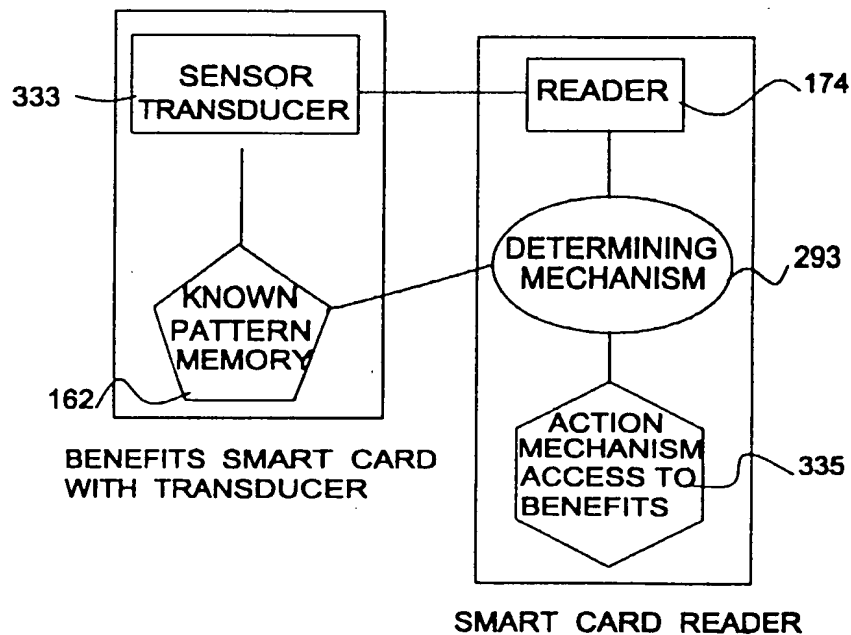 SENSOR
TRANSDUCER
333
KNOWN
PATTERN
MEMORY
162
BENEFITS SMART CARD
WITH TRANSDUCER
READER
174
DETERMINING
MECHANISM
293
ACTION
MECHANISM
ACCESS TO
BENEFITS
335
SMART CARD READER